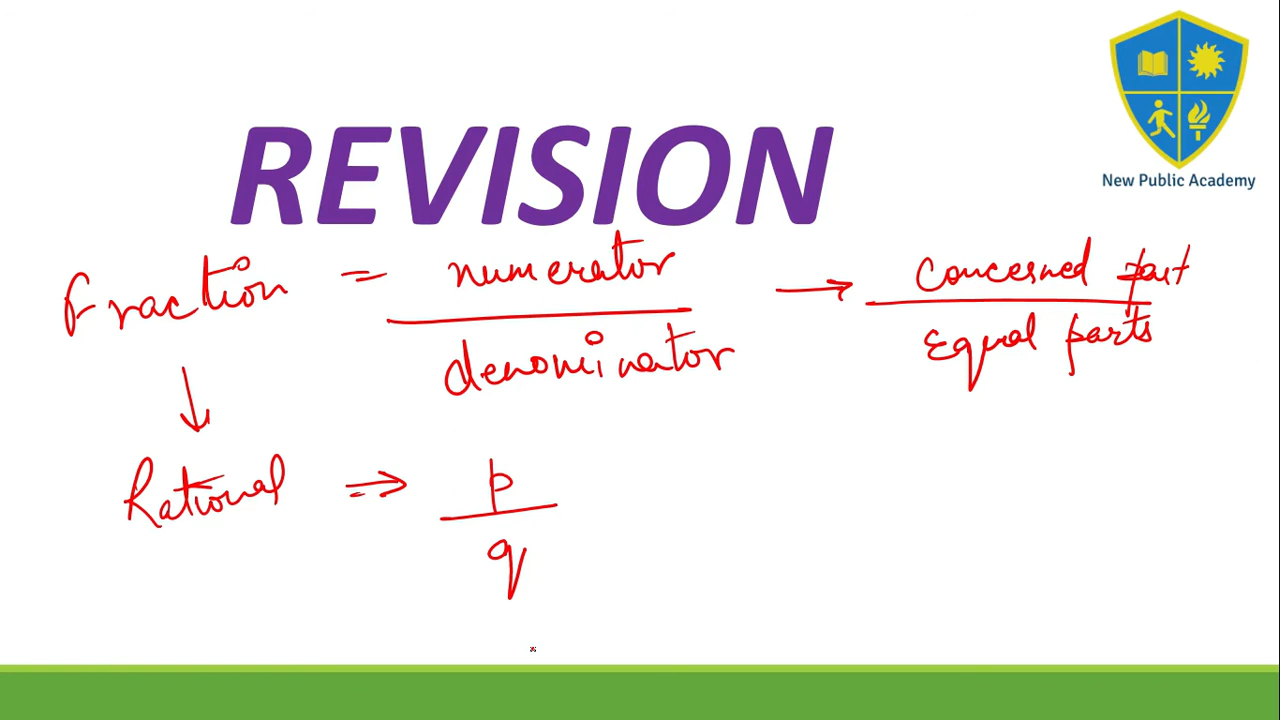 New Public Academy
REVISION
Fraction = numerator / denominator → Concerned part / Equal parts
↓
Rational ⇒ p / q